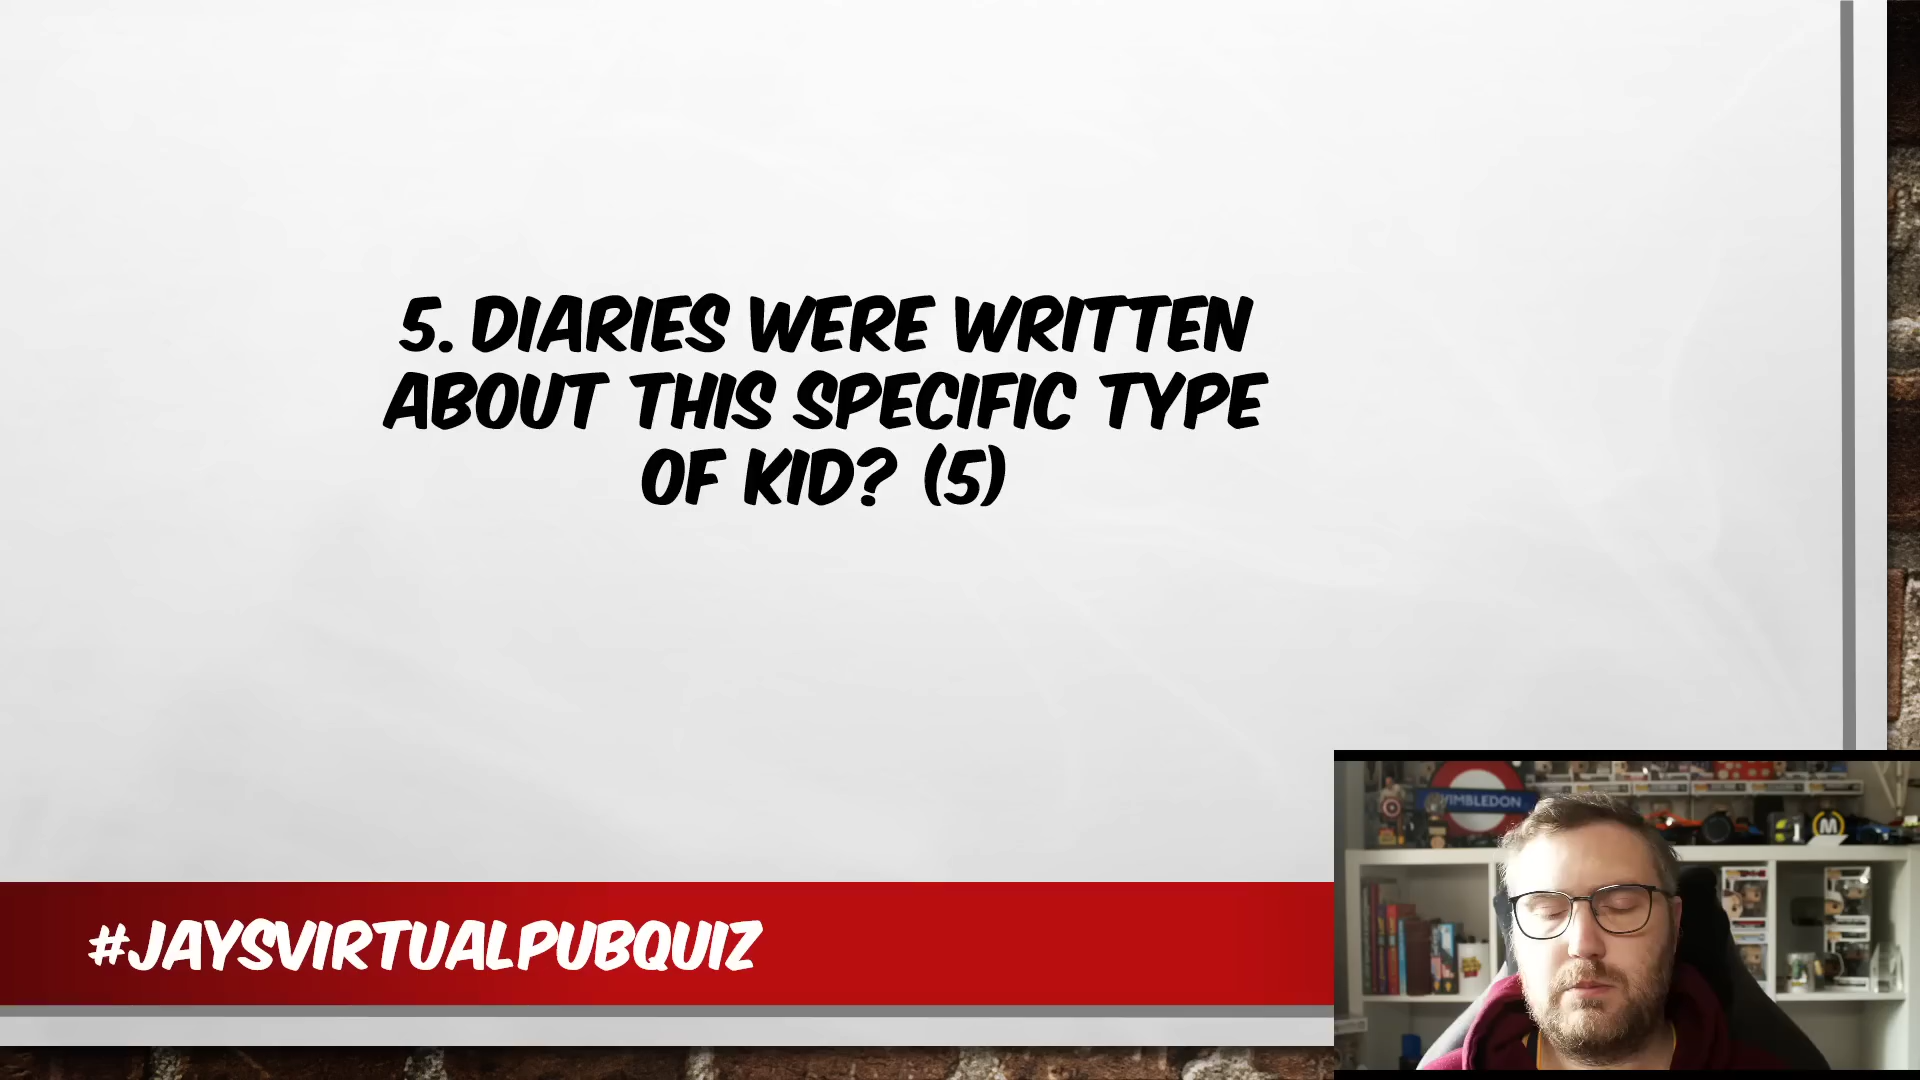 5. DIARIES WERE WRITTEN
ABOUT THIS SPECIFIC TYPE
OF KID? (5)
#JAYSVIRTUALPUBQUIZ
WIMBLEDON
M